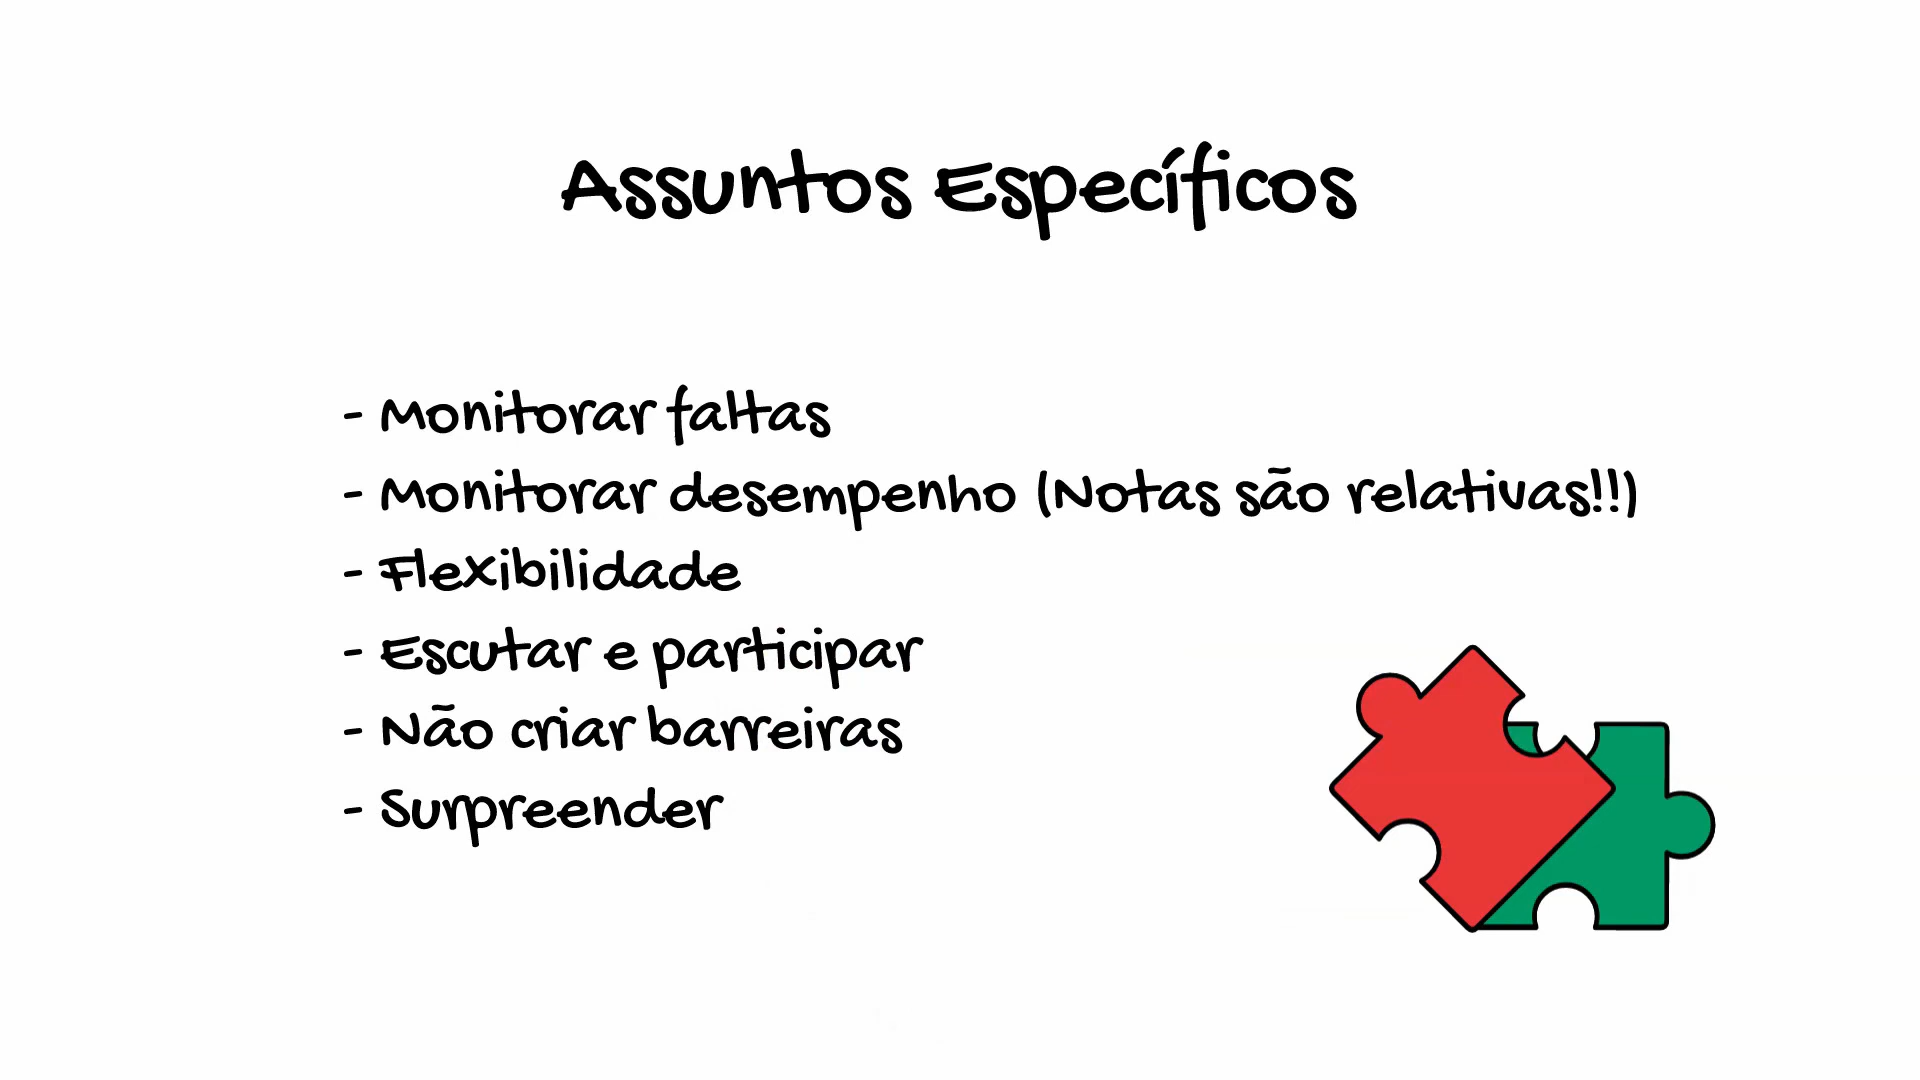 Assuntos Específicos
- Monitorar faltas
- Monitorar desempenho (Notas são relativas!!)
- Flexibilidade
- Escutar e participar
- Não criar barreiras
- Surpreender